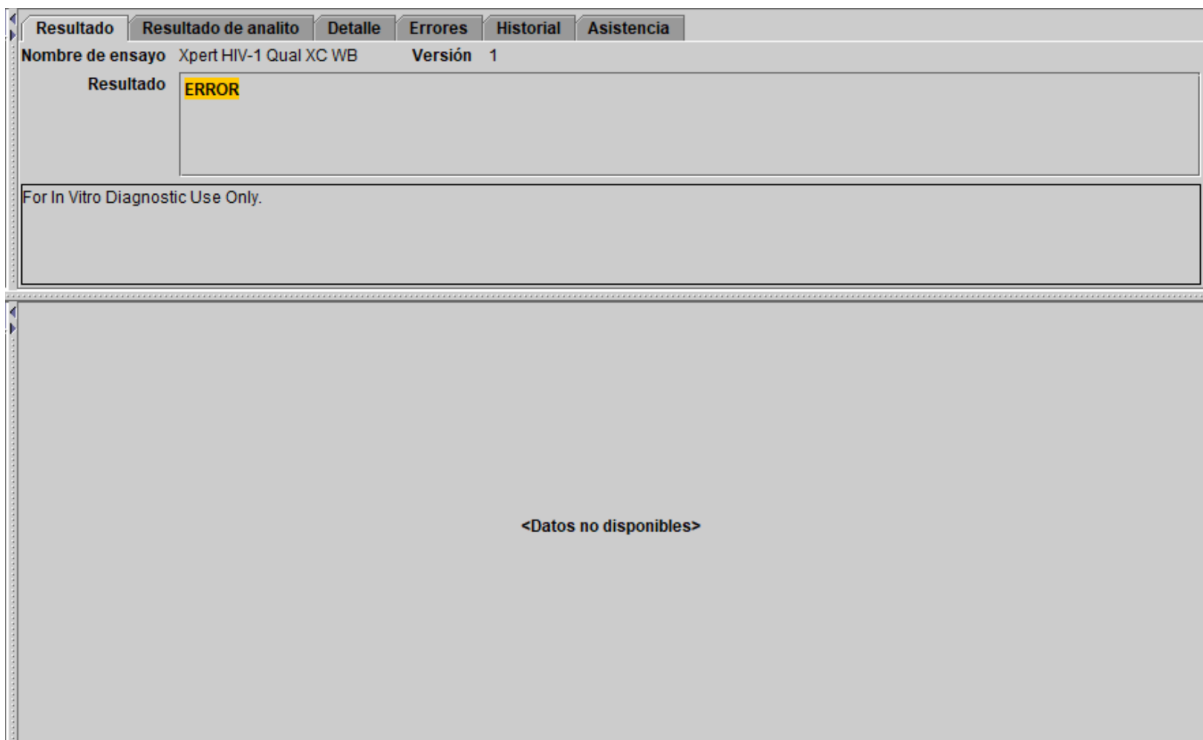 Resultado Resultado de analito Detalle Errores Historial Asistencia
Nombre de ensayo Xpert HIV-1 Qual XC WB Versión 1
Resultado ERROR
For In Vitro Diagnostic Use Only.
<Datos no disponibles>